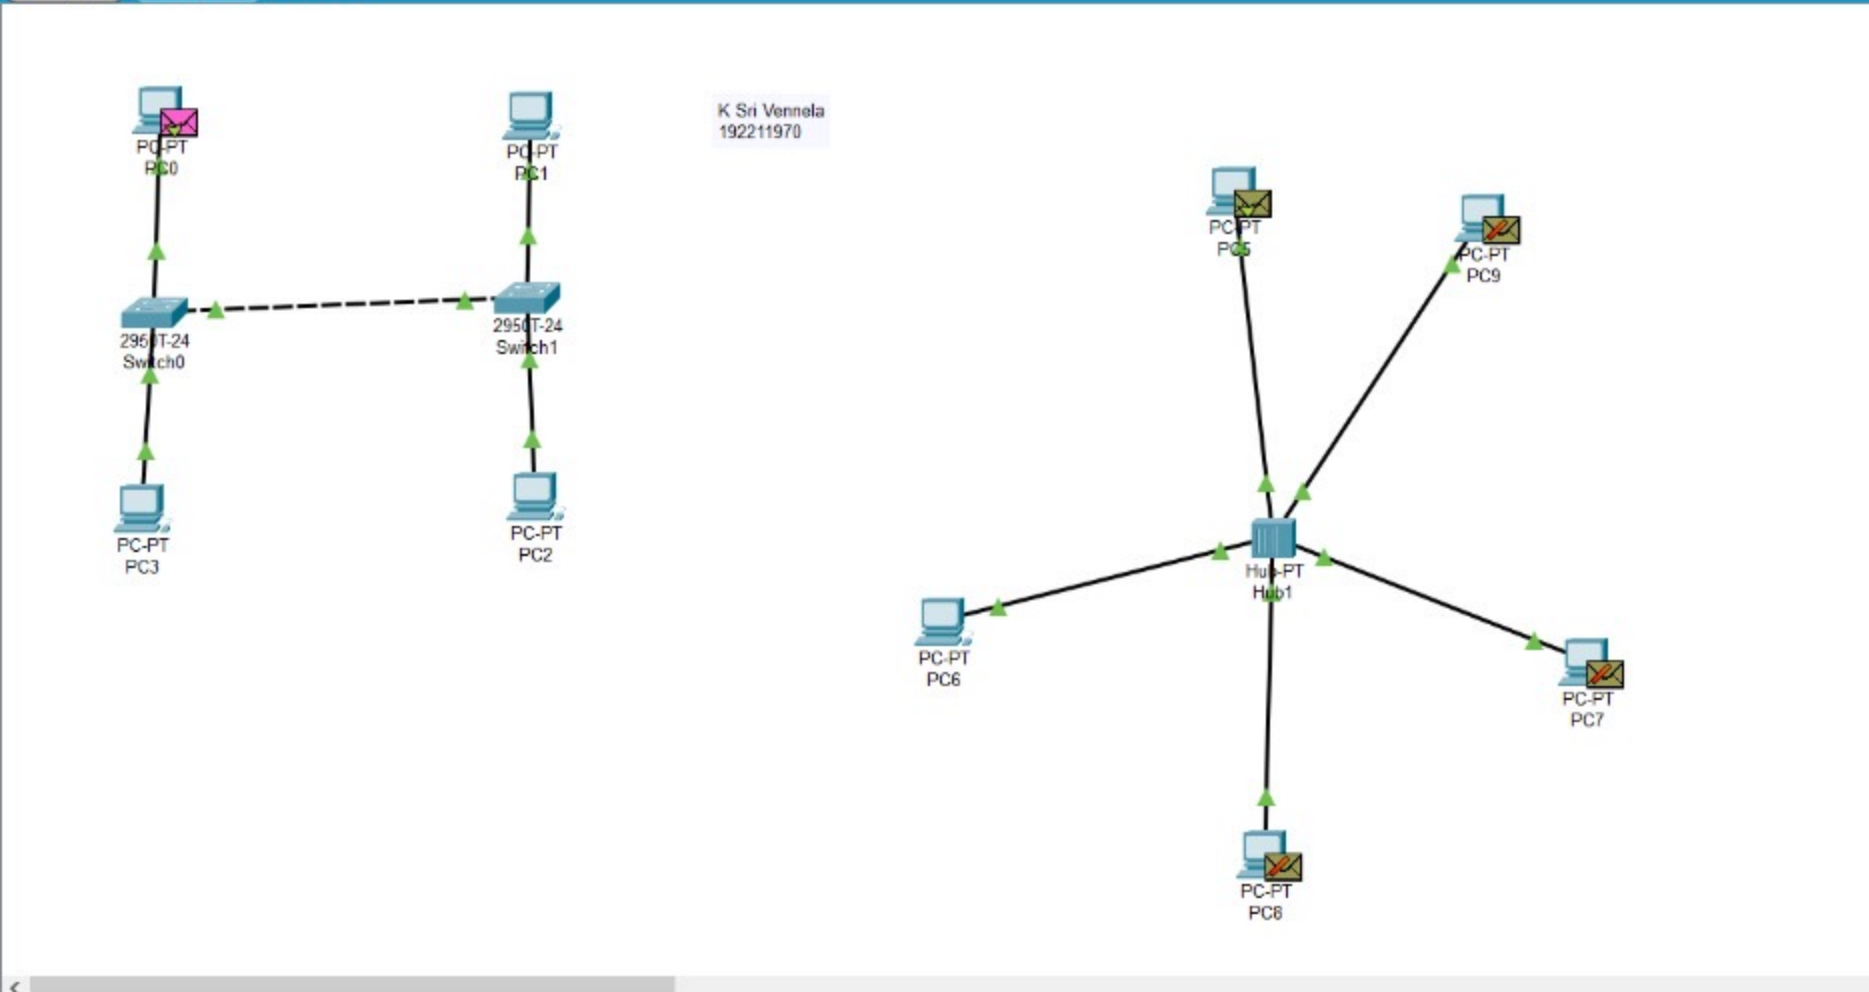 PC-PT
PC0
PC-PT
PC1
K Sri Vennela
192211970
PC-PT
PC5
PC-PT
PC9
2950T-24
Switch0
2950T-24
Switch1
PC-PT
PC3
PC-PT
PC2
Hub-PT
Hub1
PC-PT
PC6
PC-PT
PC7
PC-PT
PC8